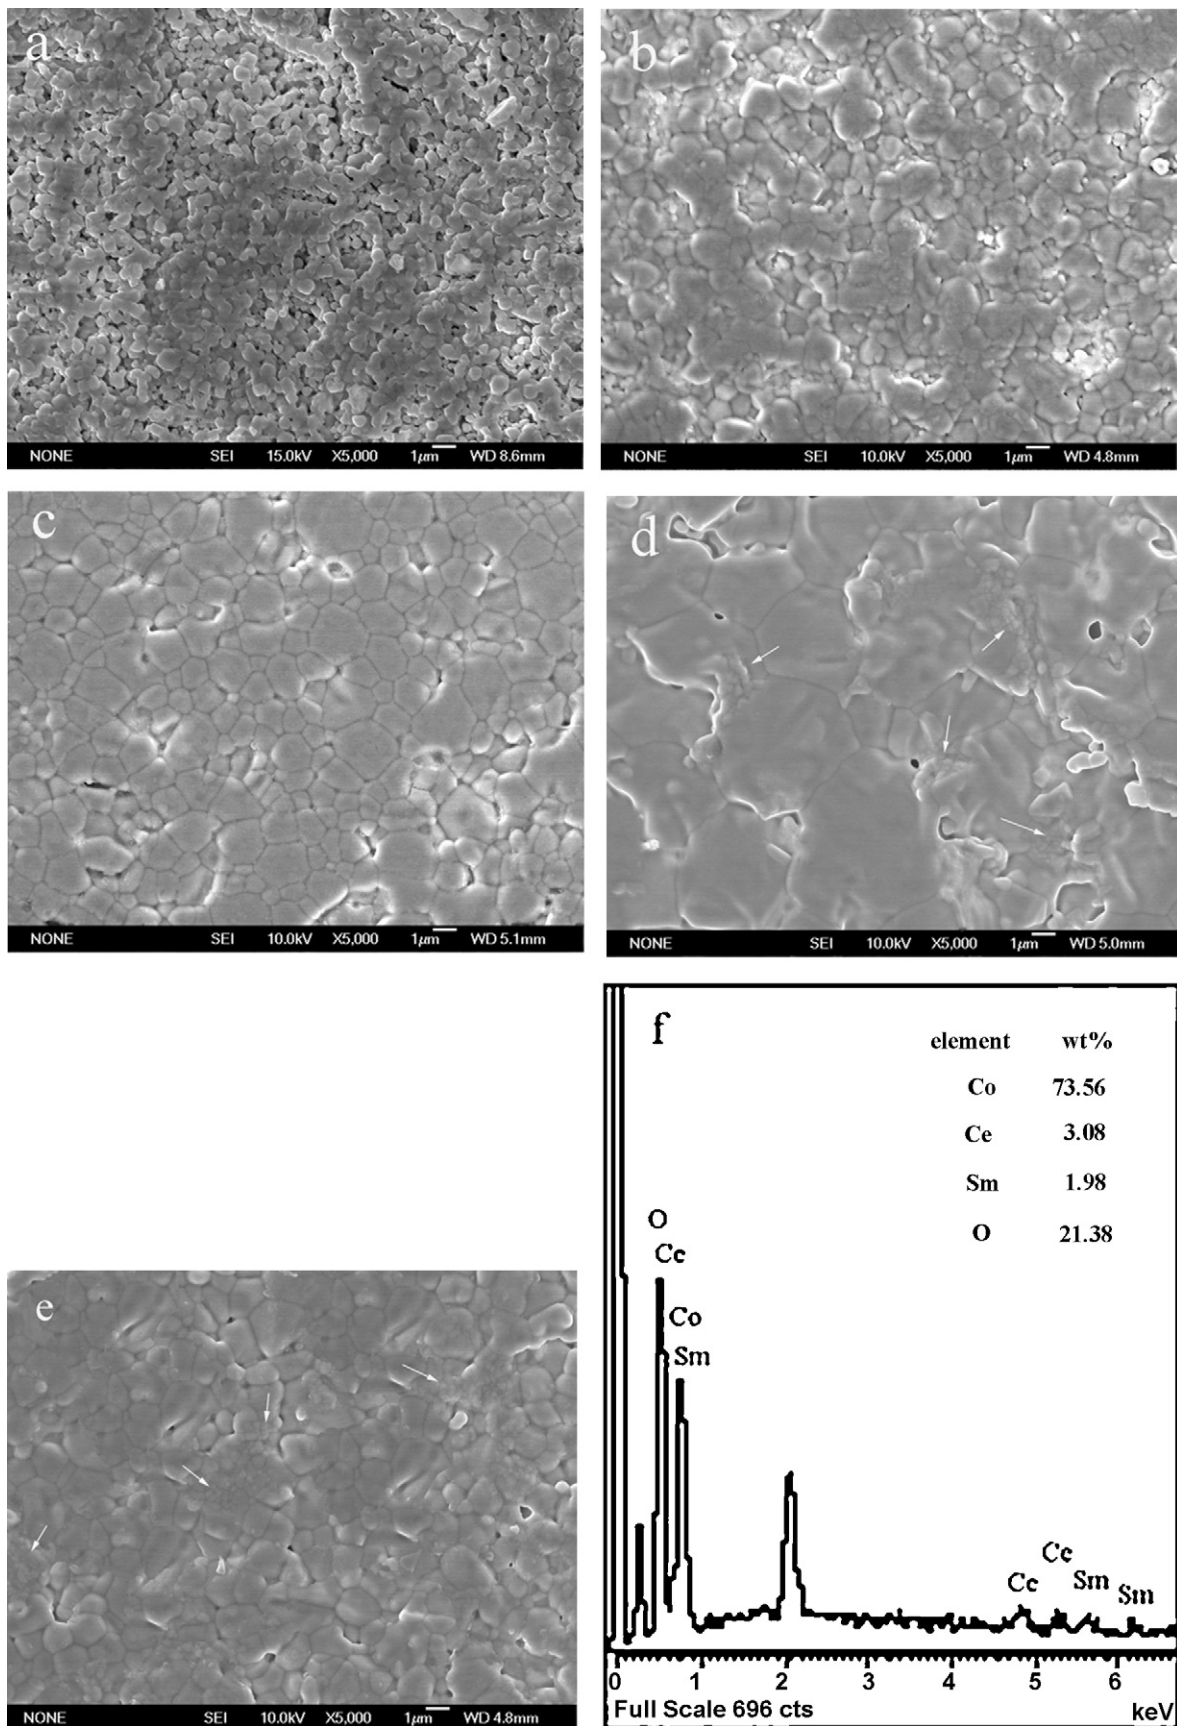 a
NONE SEI 15.0kV X5,000 1μm WD 8.6mm
b
NONE SEI 10.0kV X5,000 1μm WD 4.8mm
c
NONE SEI 10.0kV X5,000 1μm WD 5.1mm
d
NONE SEI 10.0kV X5,000 1μm WD 5.0mm
e
NONE SEI 10.0kV X5,000 1μm WD 4.8mm
f
element wt%
Co 73.56
Ce 3.08
Sm 1.98
O 21.38
O
Ce
Co
Sm
Ce
Ce
Sm
Sm
0 1 2 3 4 5 6
Full Scale 696 cts keV